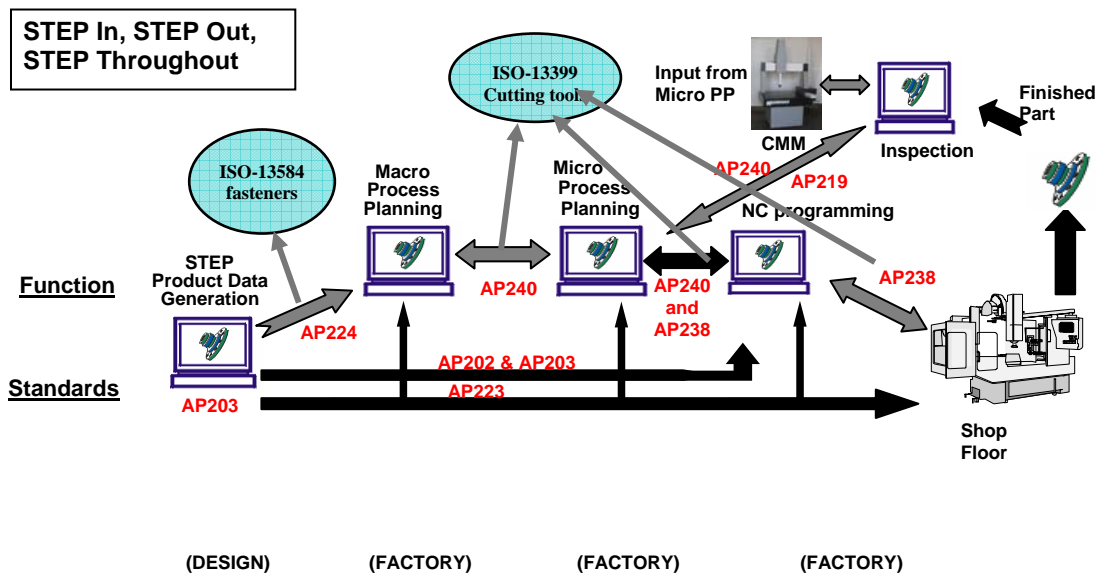 STEP In, STEP Out,
STEP Throughout
ISO-13399
Cutting tools
Input from
Micro PP
CMM
Inspection
Finished
Part
ISO-13584
fasteners
Macro
Process
Planning
Micro
Process
Planning
AP240
AP219
NC programming
Function
STEP
Product Data
Generation
AP224
AP240
AP240
and
AP238
AP238
Standards
AP203
AP202 & AP203
AP223
Shop
Floor
(DESIGN)
(FACTORY)
(FACTORY)
(FACTORY)